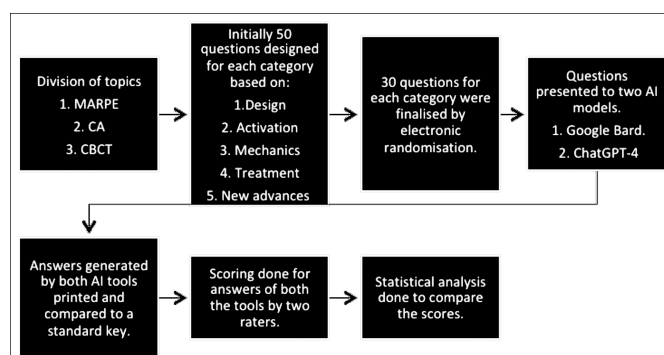 Division of topics
1. MARPE
2. CA
3. CBCT
Initially 50
questions designed
for each category
based on:
1.Design
2. Activation
3. Mechanics
4. Treatment
5. New advances
30 questions for
each category were
finalised by
electronic
randomisation.
Questions
presented to two AI
models.
1. Google Bard.
2. ChatGPT-4
Answers generated
by both AI tools
printed and
compared to a
standard key.
Scoring done for
answers of both
the tools by two
raters.
Statistical analysis
done to compare
the scores.